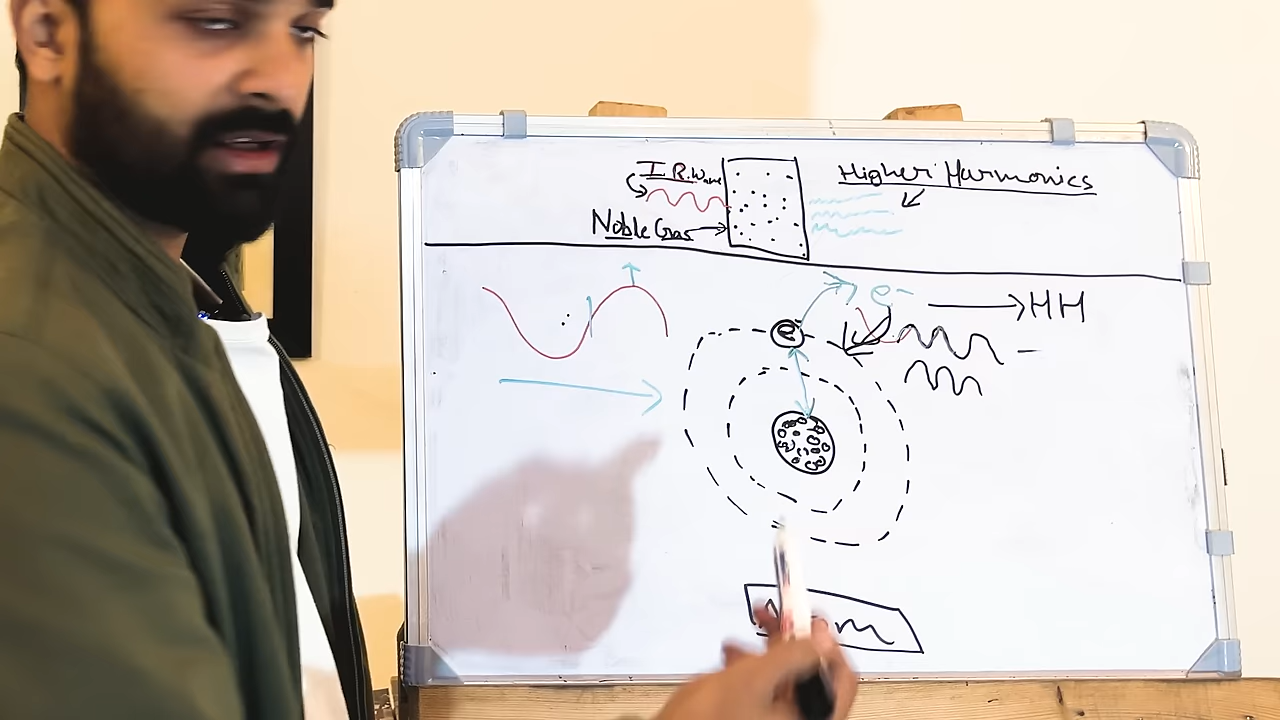 I.R. Wave
Higher Harmonics
Noble Gas
e-
HH
e-